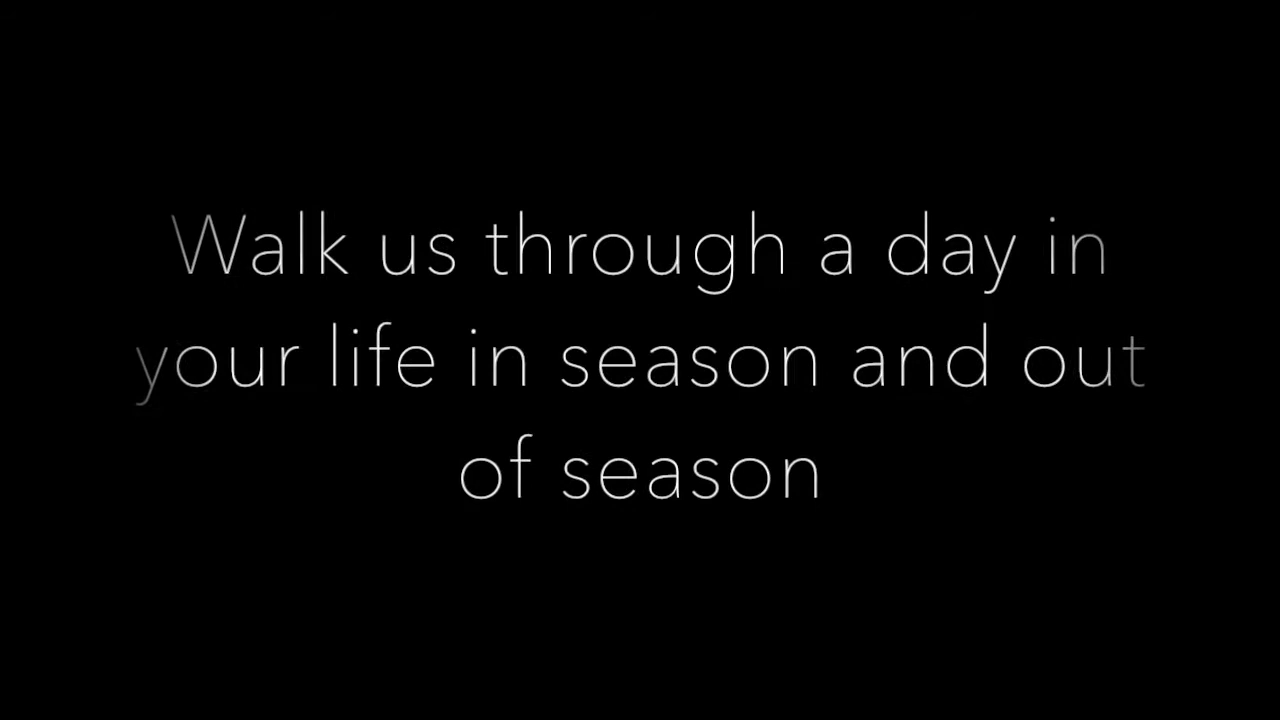 Walk us through a day in
your life in season and out
of season